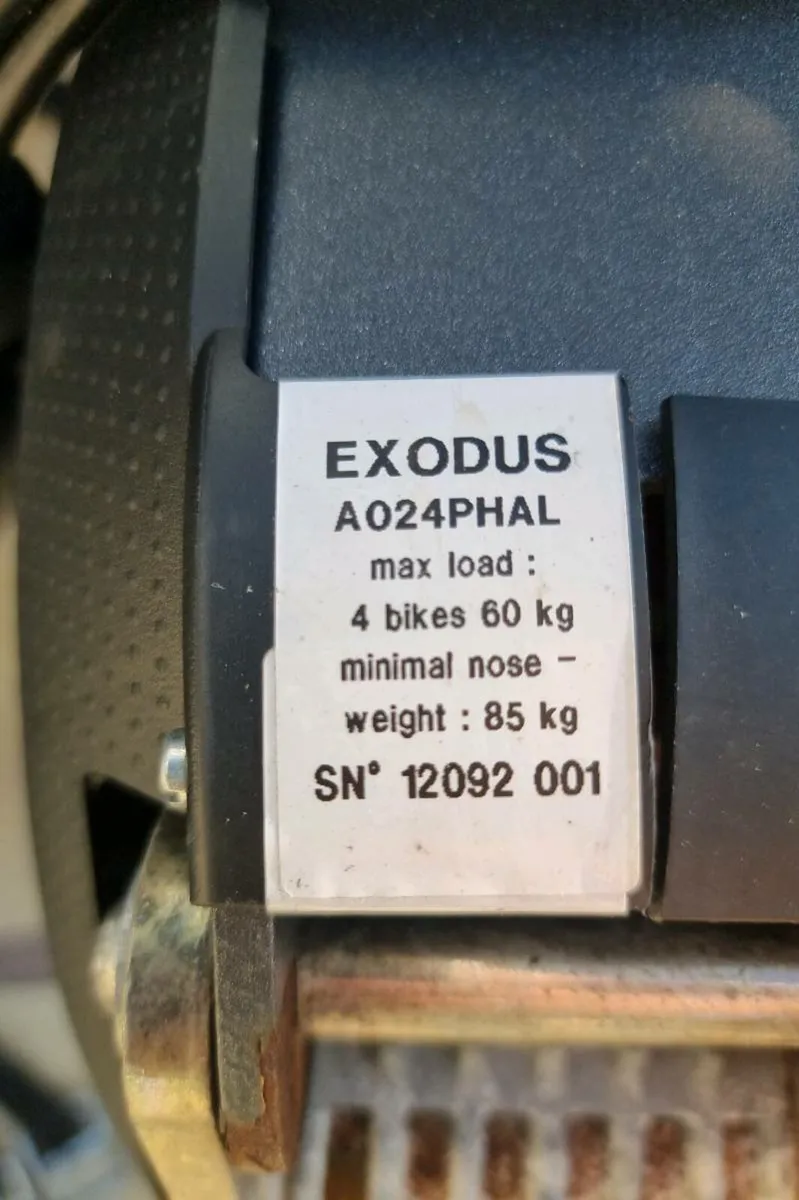 EXODUS
A024PHAL
max load :
4 bikes 60 kg
minimal nose -
weight : 85 kg
SN° 12092 001